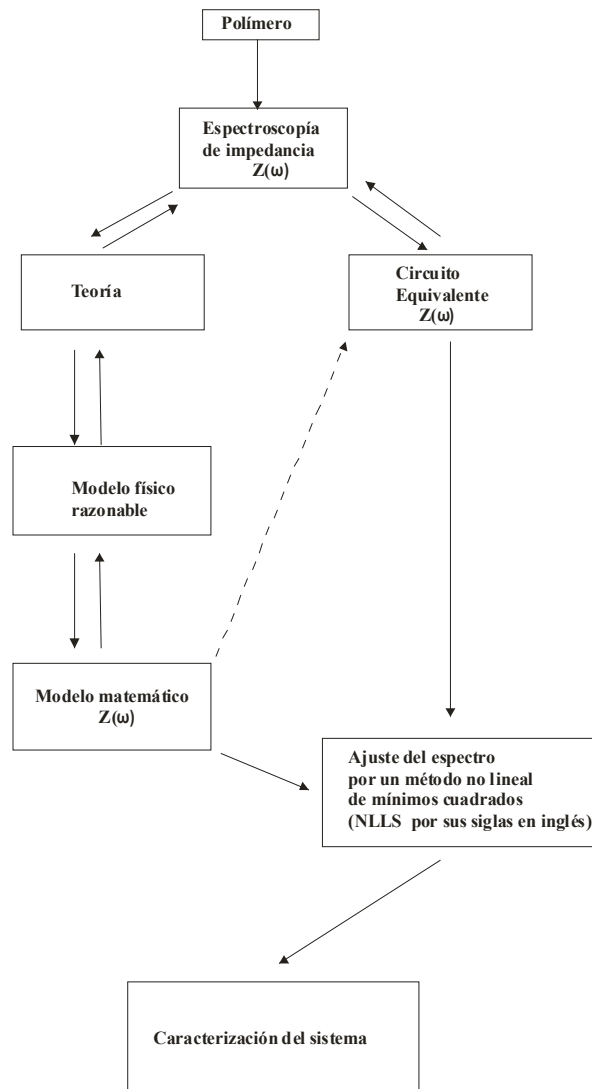 Polímero
Espectroscopía
de impedancia
Z(ω)
Teoría
Circuito
Equivalente
Z(ω)
Modelo físico
razonable
Modelo matemático
Z(ω)
Ajuste del espectro
por un método no lineal
de mínimos cuadrados
(NLLS por sus siglas en inglés)
Caracterización del sistema